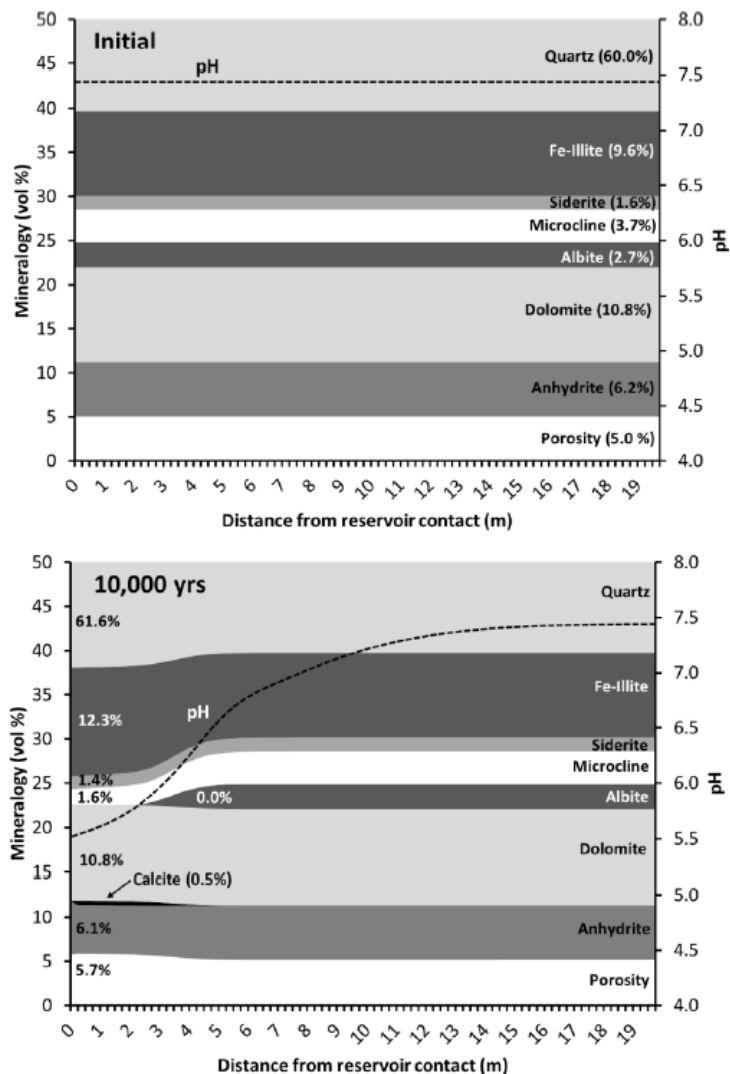 Initial
pH
Quartz (60.0%)
Fe-Illite (9.6%)
Siderite (1.6%)
Microcline (3.7%)
Albite (2.7%)
Dolomite (10.8%)
Anhydrite (6.2%)
Porosity (5.0 %)
Mineralogy (vol %)
50
45
40
35
30
25
20
15
10
5
0
8.0
7.5
7.0
6.5
6.0
5.5
5.0
4.5
4.0
pH
0 1 2 3 4 5 6 7 8 9 10 11 12 13 14 15 16 17 18 19
Distance from reservoir contact (m)
10,000 yrs
61.6%
12.3%
1.4%
1.6%
10.8%
6.1%
5.7%
pH
0.0%
Calcite (0.5%)
Quartz
Fe-Illite
Siderite
Microcline
Albite
Dolomite
Anhydrite
Porosity
Mineralogy (vol %)
50
45
40
35
30
25
20
15
10
5
0
8.0
7.5
7.0
6.5
6.0
5.5
5.0
4.5
4.0
pH
0 1 2 3 4 5 6 7 8 9 10 11 12 13 14 15 16 17 18 19
Distance from reservoir contact (m)